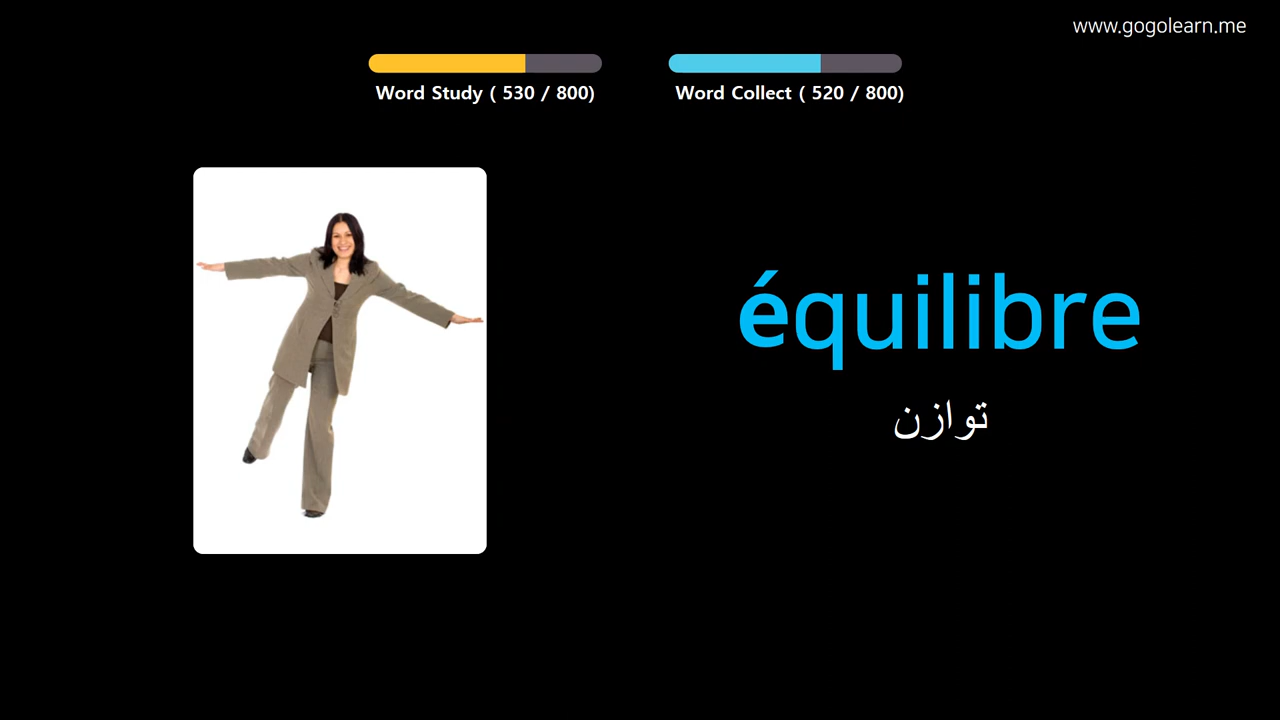 www.gogolearn.me
Word Study ( 530 / 800)
Word Collect ( 520 / 800)
équilibre
توازن